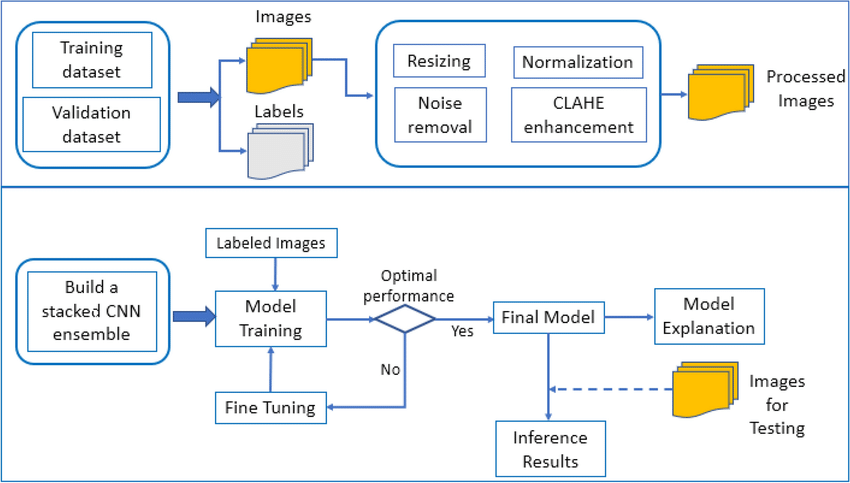 Images
Training
dataset
Validation
dataset
Labels
Resizing
Normalization
Noise
removal
CLAHE
enhancement
Processed
Images
Labeled Images
Build a
stacked CNN
ensemble
Model
Training
Optimal
performance
Yes
No
Fine Tuning
Final Model
Model
Explanation
Images
for
Testing
Inference
Results